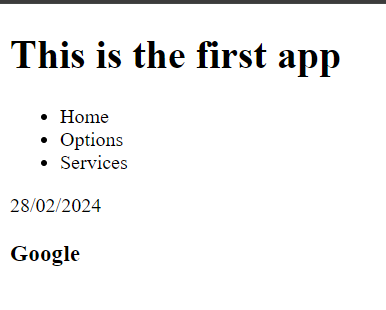 This is the first app
Home
Options
Services
28/02/2024
Google